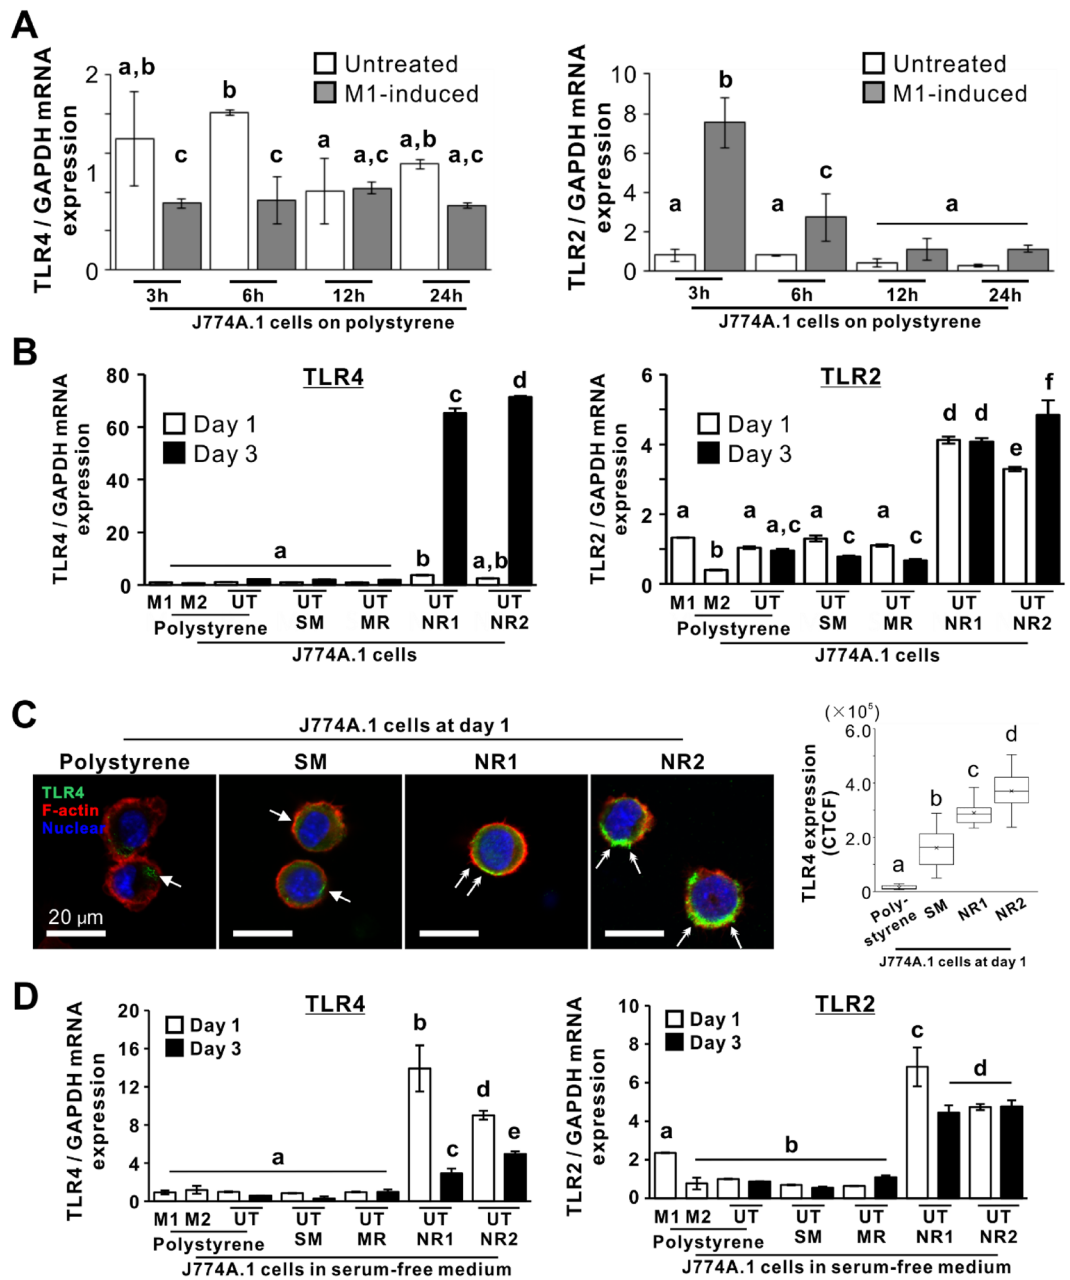 A
TLR4 / GAPDH mRNA
expression
2
1
0
a,b
c
b
c
a
a,c
a,b
a,c
Untreated
M1-induced
3h
6h
12h
24h
J774A.1 cells on polystyrene
TLR2 / GAPDH mRNA
expression
10
8
6
4
2
0
a
b
a
c
a
Untreated
M1-induced
3h
6h
12h
24h
J774A.1 cells on polystyrene
B
TLR4 / GAPDH mRNA
expression
80
60
40
20
0
TLR4
Day 1
Day 3
a
b
c
a,b
d
M1 M2 UT UT UT UT UT
Polystyrene SM MR NR1 NR2
J774A.1 cells
TLR2 / GAPDH mRNA
expression
6
4
2
0
TLR2
Day 1
Day 3
a
b
a
a,c
a
c
a
c
d
d
e
f
M1 M2 UT UT UT UT UT
Polystyrene SM MR NR1 NR2
J774A.1 cells
C
J774A.1 cells at day 1
Polystyrene SM NR1 NR2
TLR4
F-actin
Nuclear
20 μm
TLR4 expression
(CTCF)
(×10⁵)
6.0
4.0
2.0
0
a
b
c
d
Poly-
styrene
SM
NR1
NR2
J774A.1 cells at day 1
D
TLR4 / GAPDH mRNA
expression
20
16
12
8
4
0
TLR4
Day 1
Day 3
a
b
c
d
e
M1 M2 UT UT UT UT UT
Polystyrene SM MR NR1 NR2
J774A.1 cells in serum-free medium
TLR2 / GAPDH mRNA
expression
10
8
6
4
2
0
TLR2
Day 1
Day 3
a
b
c
d
M1 M2 UT UT UT UT UT
Polystyrene SM MR NR1 NR2
J774A.1 cells in serum-free medium